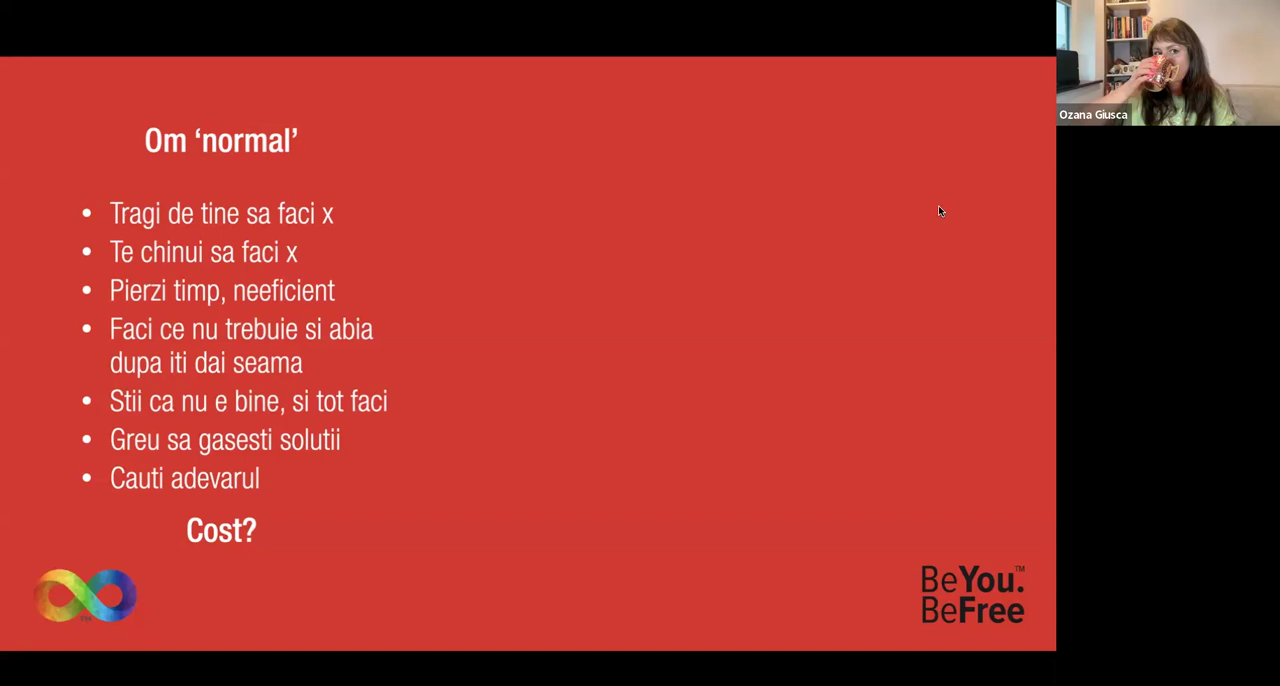 Om ‘normal’
• Tragi de tine sa faci x
• Te chinui sa faci x
• Pierzi timp, neeficient
• Faci ce nu trebuie si abia
dupa iti dai seama
• Stii ca nu e bine, si tot faci
• Greu sa gasesti solutii
• Cauti adevarul
Cost?
TM
BeYou.™
BeFree
Ozana Giusca